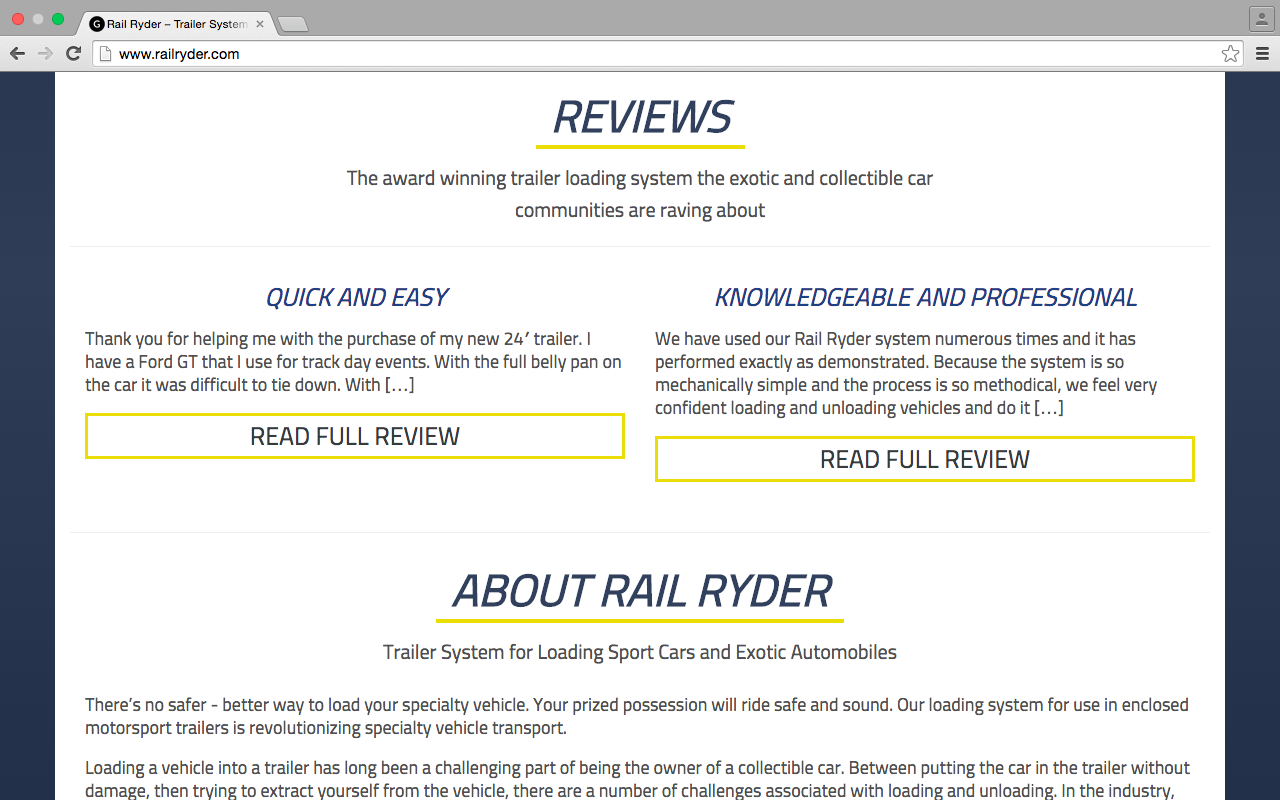 G Rail Ryder – Trailer System
www.railryder.com
REVIEWS
The award winning trailer loading system the exotic and collectible car
communities are raving about
QUICK AND EASY
Thank you for helping me with the purchase of my new 24′ trailer. I
have a Ford GT that I use for track day events. With the full belly pan on
the car it was difficult to tie down. With […]
READ FULL REVIEW
KNOWLEDGEABLE AND PROFESSIONAL
We have used our Rail Ryder system numerous times and it has
performed exactly as demonstrated. Because the system is so
mechanically simple and the process is so methodical, we feel very
confident loading and unloading vehicles and do it […]
READ FULL REVIEW
ABOUT RAIL RYDER
Trailer System for Loading Sport Cars and Exotic Automobiles
There’s no safer - better way to load your specialty vehicle. Your prized possession will ride safe and sound. Our loading system for use in enclosed
motorsport trailers is revolutionizing specialty vehicle transport.
Loading a vehicle into a trailer has long been a challenging part of being the owner of a collectible car. Between putting the car in the trailer without
damage, then trying to extract yourself from the vehicle, there are a number of challenges associated with loading and unloading. In the industry,